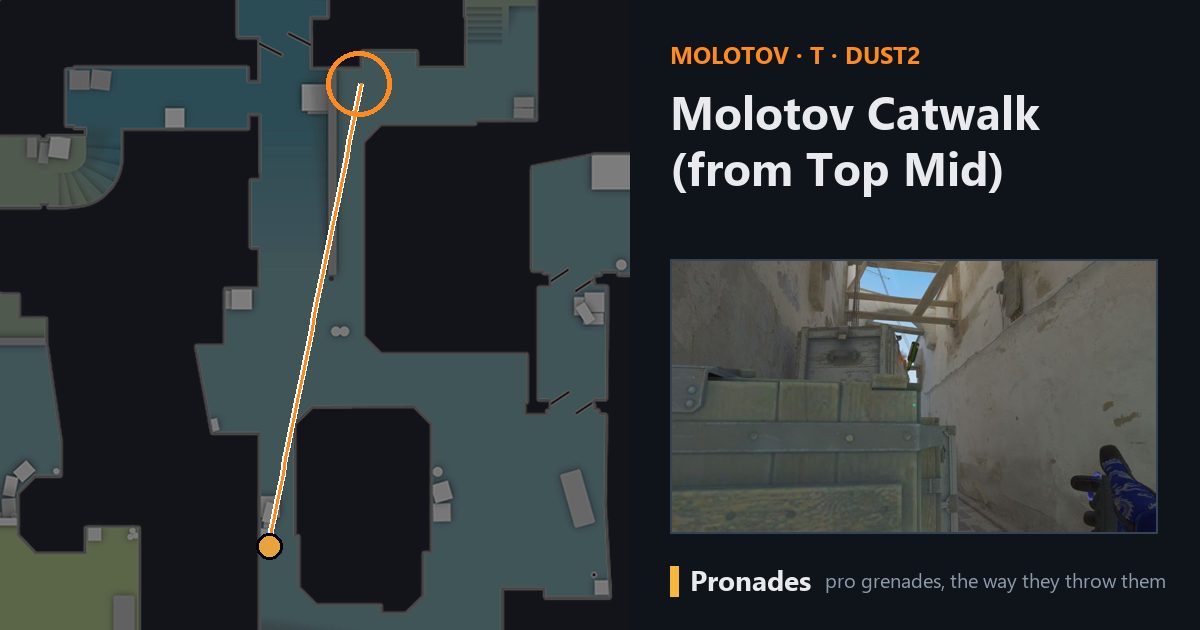 MOLOTOV · T · DUST2
Molotov Catwalk
(from Top Mid)
Pronades pro grenades, the way they throw them